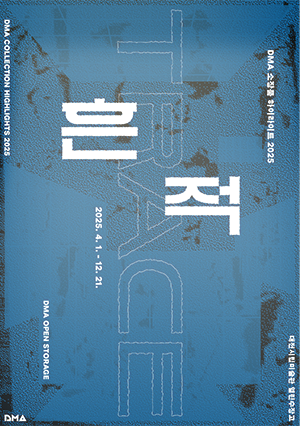 DMA COLLECTION HIGHLIGHTS 2025
DMA 소장품 하이라이트 2025
TRACE
흔적
2025. 4. 1. - 12. 21.
DMA OPEN STORAGE
대전시립미술관 열린수장고
DMA